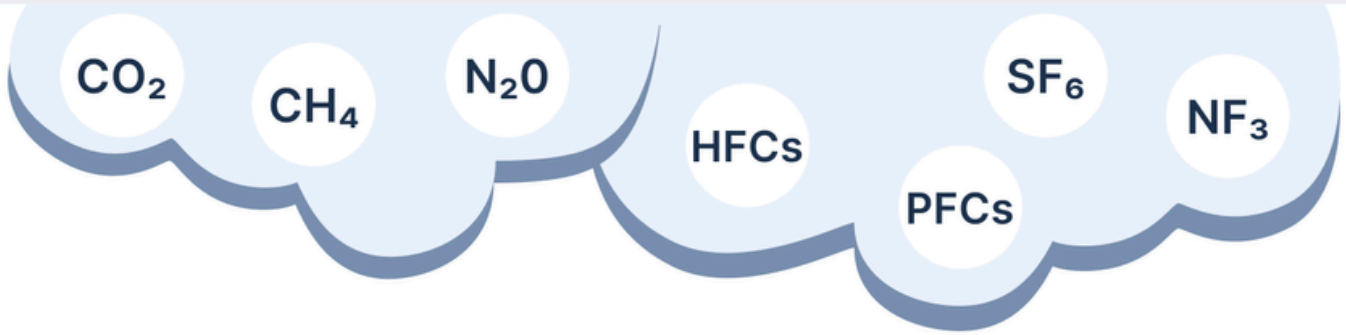 CO₂
CH₄
N₂0
HFCs
PFCs
SF₆
NF₃